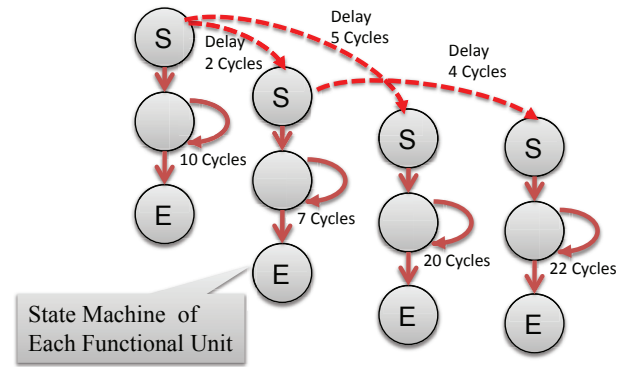 S
Delay
2 Cycles
Delay
5 Cycles
Delay
4 Cycles
S
S
S
10 Cycles
7 Cycles
20 Cycles
22 Cycles
E
E
E
E
State Machine of
Each Functional Unit